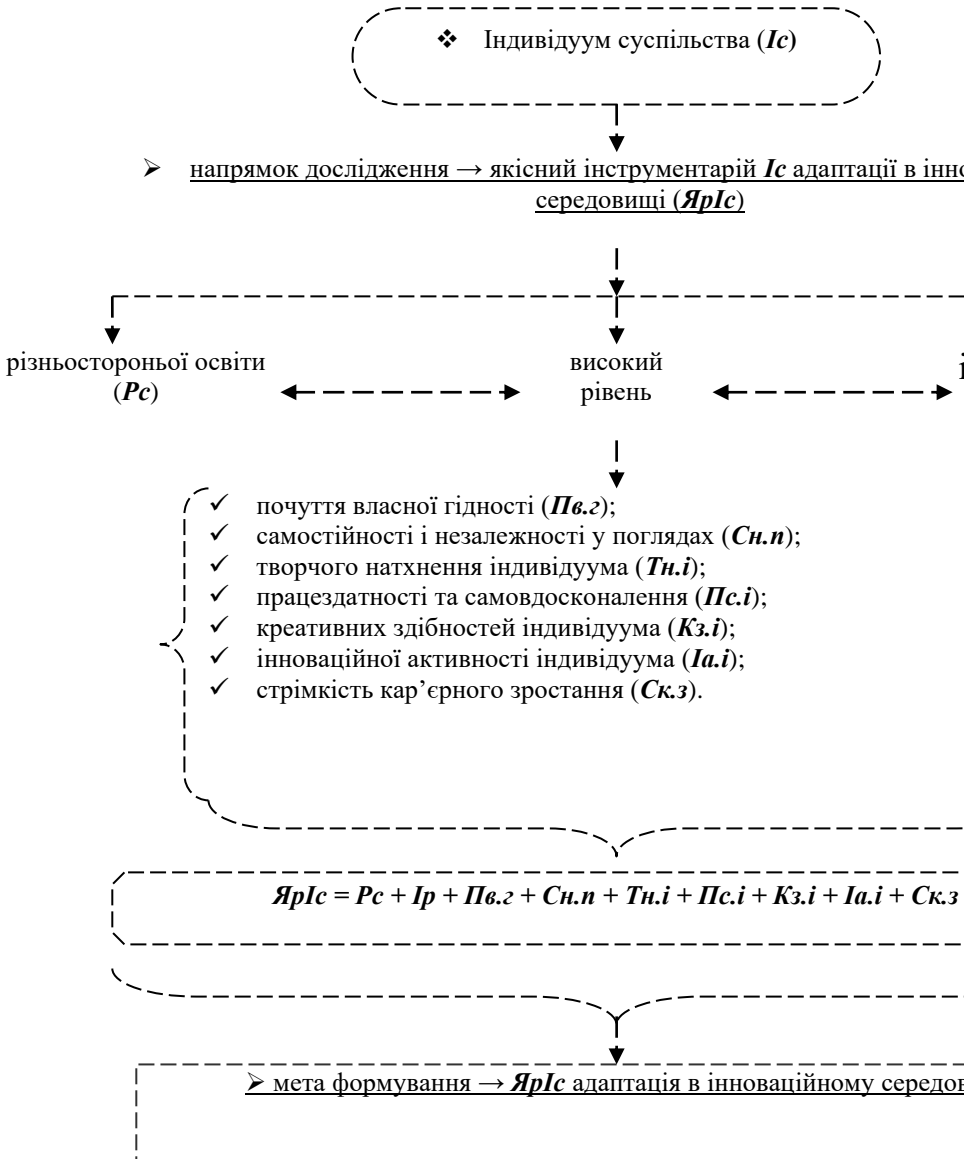 ❖ Індивідуум суспільства (Іс)
➢ напрямок дослідження → якісний інструментарій Іс адаптації в інно
середовищі (ЯрІс)
різньостороньої освіти
(Рс)
високий
рівень
і
✓ почуття власної гідності (Пв.г);
✓ самостійності і незалежності у поглядах (Сн.п);
✓ творчого натхнення індивідуума (Тн.і);
✓ працездатності та самовдосконалення (Пс.і);
✓ креативних здібностей індивідуума (Кз.і);
✓ інноваційної активності індивідуума (Іа.і);
✓ стрімкість кар’єрного зростання (Ск.з).
ЯрІс = Рс + Ір + Пв.г + Сн.п + Тн.і + Пс.і + Кз.і + Іа.і + Ск.з
➢ мета формування → ЯрІс адаптація в інноваційному середов